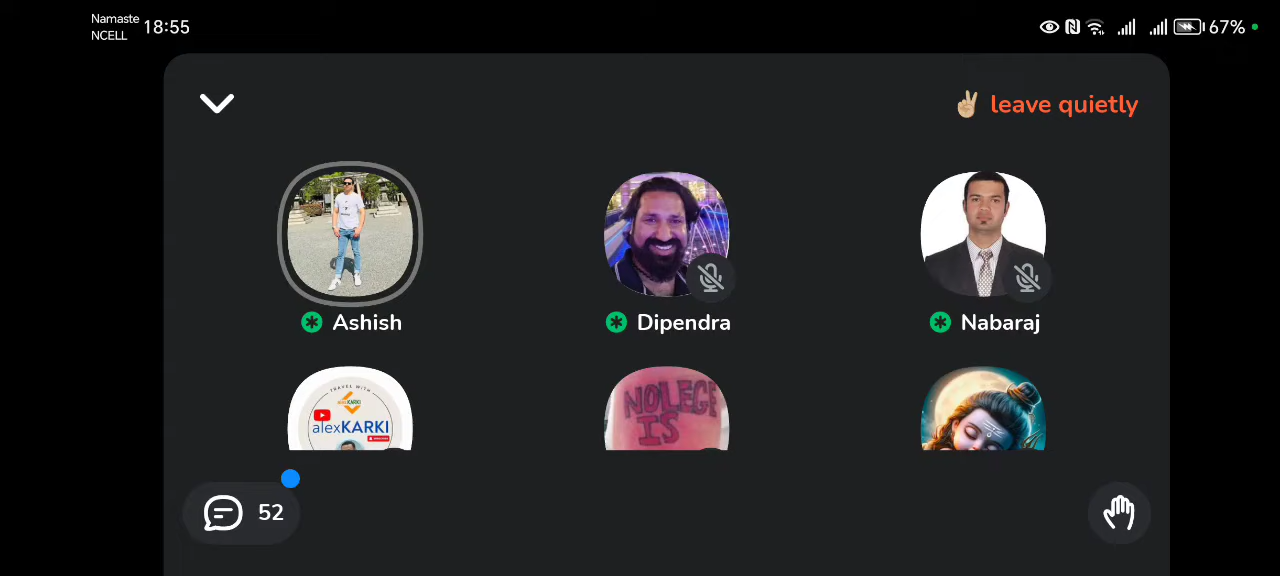 Namaste
NCELL
18:55
67%
✌🏼 leave quietly
Ashish
Dipendra
Nabaraj
TRAVEL WITH
alexKARKI
NOLEGE
IS
52